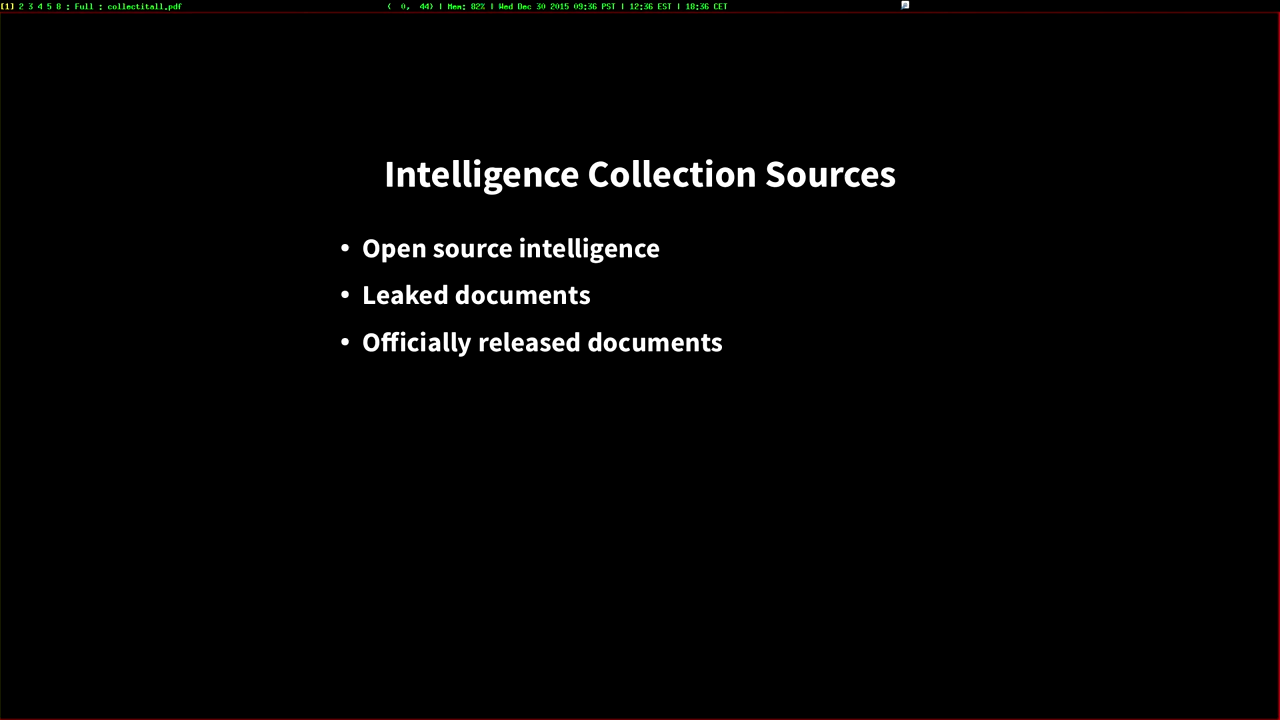 [1] 2 3 4 5 8 : Full : collectitall.pdf ( 0, 44) | Mem: 82% | Wed Dec 30 2015 09:36 PST | 12:36 EST | 18:36 CET
Intelligence Collection Sources
• Open source intelligence
• Leaked documents
• Officially released documents